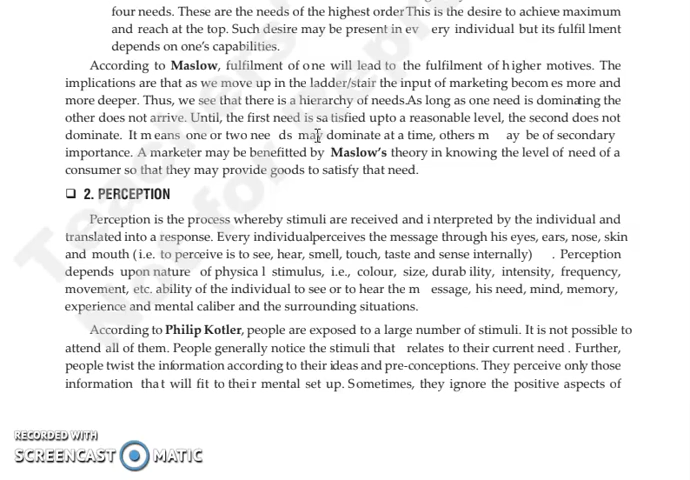 four needs. These are the needs of the highest orderThis is the desire to achieve maximum
and reach at the top. Such desire may be present in ev ery individual but its fulfil lment
depends on one's capabilities.
According to Maslow, fulfilment of one will lead to the fulfilment of higher motives. The
implications are that as we move up in the ladder/stair the input of marketing becom es more and
more deeper. Thus, we see that there is a hierarchy of needs.As long as one need is dominating the
other does not arrive. Until, the first need is sa tisfied upto a reasonable level, the second does not
dominate. It m eans one or two nee ds may dominate at a time, others m ay be of secondary
importance. A marketer may be benefitted by Maslow's theory in knowing the level of need of a
consumer so that they may provide goods to satisfy that need.
❑ 2. PERCEPTION
Perception is the process whereby stimuli are received and i nterpreted by the individual and
translated into a response. Every individualperceives the message through his eyes, ears, nose, skin
and mouth (i.e. to perceive is to see, hear, smell, touch, taste and sense internally) . Perception
depends upon nature of physica l stimulus, i.e., colour, size, durab ility, intensity, frequency,
movement, etc. ability of the individual to see or to hear the m essage, his need, mind, memory,
experience and mental caliber and the surrounding situations.
According to Philip Kotler, people are exposed to a large number of stimuli. It is not possible to
attend all of them. People generally notice the stimuli that relates to their current need . Further,
people twist the information according to their ideas and pre-conceptions. They perceive only those
information that will fit to their mental set up. Sometimes, they ignore the positive aspects of
RECORDED WITH
SCREENCAST MATIC